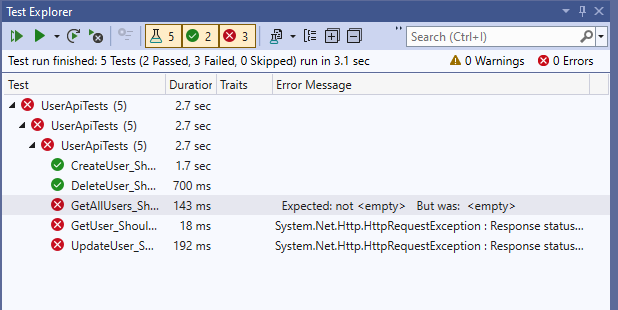 Test Explorer
5 2 3 " Search (Ctrl+I)
Test run finished: 5 Tests (2 Passed, 3 Failed, 0 Skipped) run in 3.1 sec 0 Warnings 0 Errors
Test Duration Traits Error Message
UserApiTests (5) 2.7 sec
UserApiTests (5) 2.7 sec
UserApiTests (5) 2.7 sec
CreateUser_Sh... 1.7 sec
DeleteUser_Sh... 700 ms
GetAllUsers_Sh... 143 ms Expected: not <empty> But was: <empty>
GetUser_Shoul... 18 ms System.Net.Http.HttpRequestException : Response status...
UpdateUser_S... 192 ms System.Net.Http.HttpRequestException : Response status...